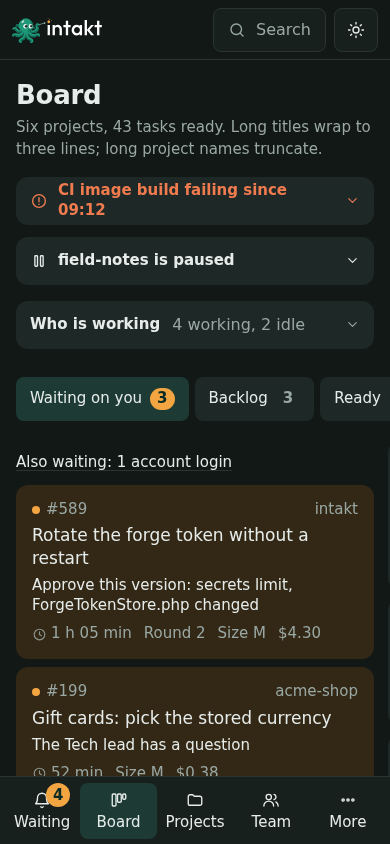 intakt
Search
Board
Six projects, 43 tasks ready. Long titles wrap to
three lines; long project names truncate.
CI image build failing since
09:12
field-notes is paused
Who is working 4 working, 2 idle
Waiting on you 3 Backlog 3 Ready
Also waiting: 1 account login
#589 intakt
Rotate the forge token without a
restart
Approve this version: secrets limit,
ForgeTokenStore.php changed
1 h 05 min Round 2 Size M $4.30
#199 acme-shop
Gift cards: pick the stored currency
The Tech lead has a question
52 min Size M $0.38
4
Waiting Board Projects Team More